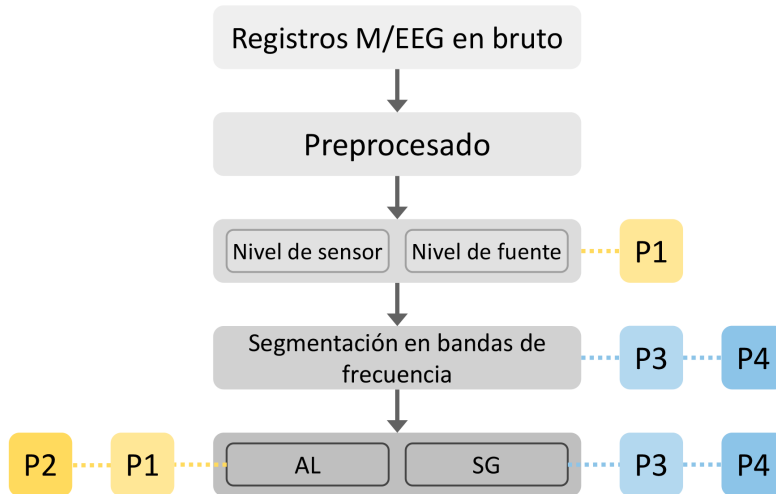 Registros M/EEG en bruto
Preprocesado
Nivel de sensor Nivel de fuente P1
Segmentación en bandas de
frecuencia
P3 P4
P2 P1 AL SG P3 P4